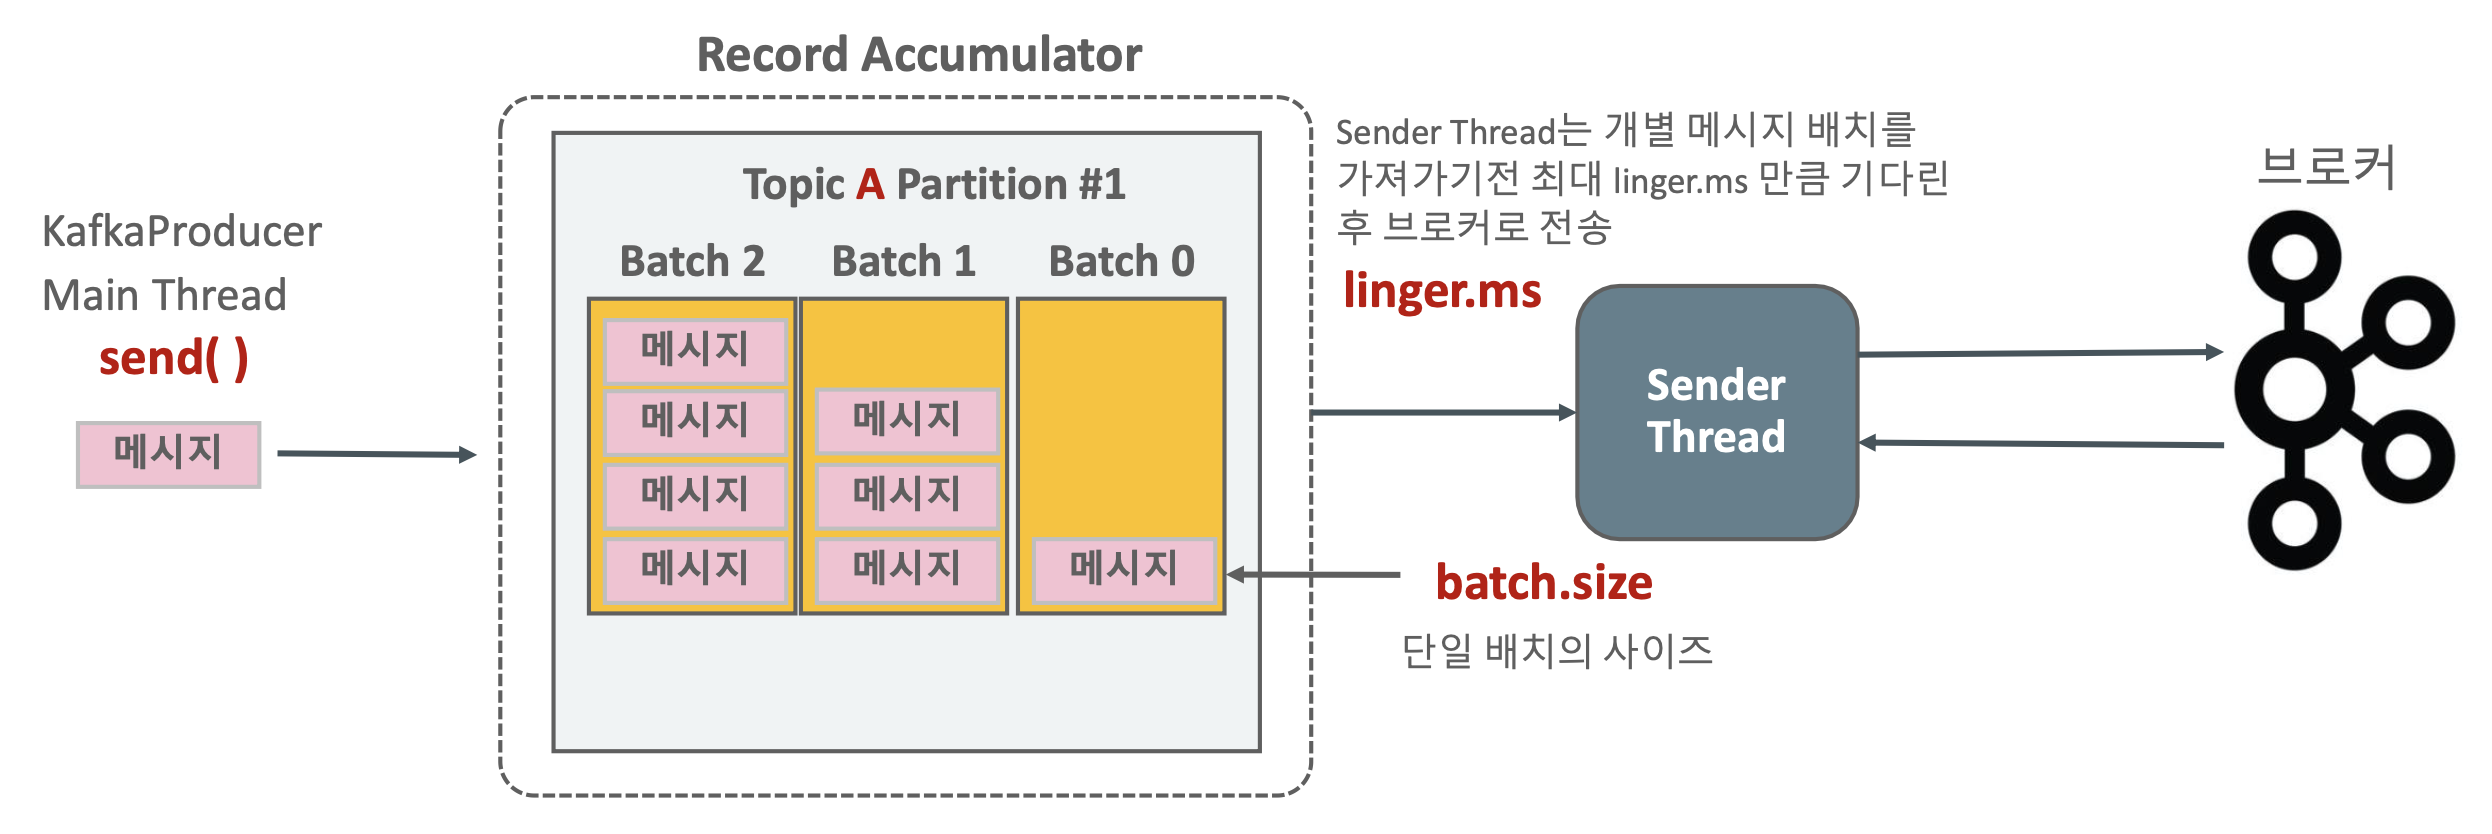 Record Accumulator
KafkaProducer
Main Thread
send( )
메시지
Topic A Partition #1
Batch 2
Batch 1
Batch 0
메시지
메시지
메시지
메시지
메시지
메시지
메시지
메시지
Sender Thread는 개별 메시지 배치를
가져가기전 최대 linger.ms 만큼 기다린
후 브로커로 전송
linger.ms
Sender
Thread
batch.size
단일 배치의 사이즈
브로커